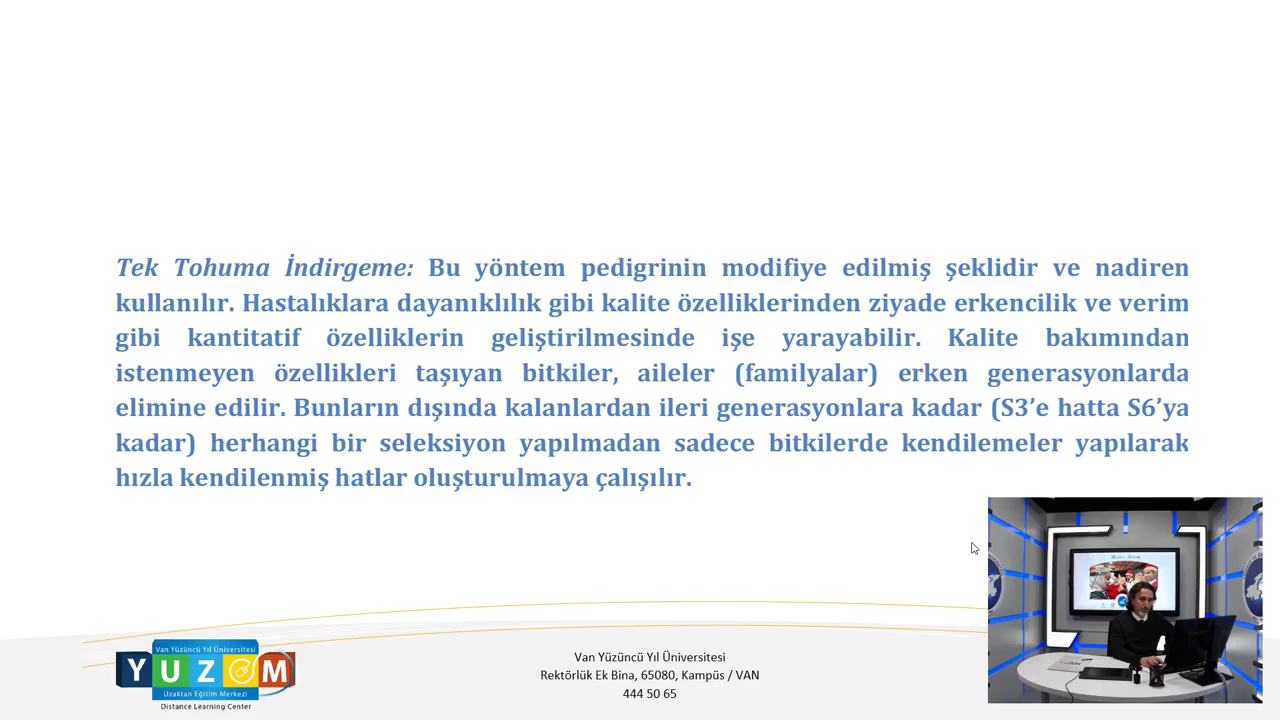 Tek Tohuma İndirgeme: Bu yöntem pedigrinin modifiye edilmiş şeklidir ve nadiren
kullanılır. Hastalıklara dayanıklılık gibi kalite özelliklerinden ziyade erkencilik ve verim
gibi kantitatif özelliklerin geliştirilmesinde işe yarayabilir. Kalite bakımından
istenmeyen özellikleri taşıyan bitkiler, aileler (familyalar) erken generasyonlarda
elimine edilir. Bunların dışında kalanlardan ileri generasyonlara kadar (S3’e hatta S6’ya
kadar) herhangi bir seleksiyon yapılmadan sadece bitkilerde kendilemeler yapılarak
hızla kendilenmiş hatlar oluşturulmaya çalışılır.
Van Yüzüncü Yıl Üniversitesi
YUZEM
Uzaktan Eğitim Merkezi
Distance Learning Center
Van Yüzüncü Yıl Üniversitesi
Rektörlük Ek Bina, 65080, Kampüs / VAN
444 50 65